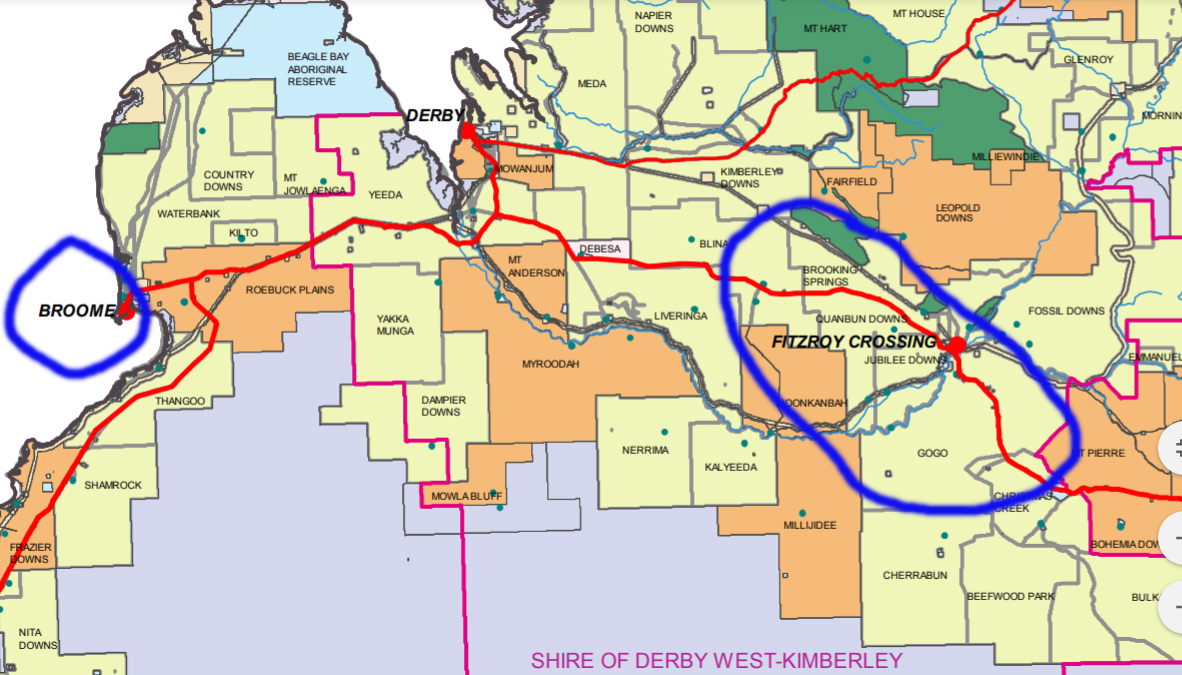 NAPIER
DOWNS
MT HOUSE
MT HART
BEAGLE BAY
ABORIGINAL
RESERVE
GLENROY
MEDA
DERBY
MORNIN
MILLIEWINDIE
MOWANJUM
KIMBERLEY
DOWNS
COUNTRY
DOWNS
MT
JOWLAENGA
FAIRFIELD
YEEDA
LEOPOLD
DOWNS
WATERBANK
KILTO
DEBESA
BLINA
MT
ANDERSON
BROOKING
SPRINGS
ROEBUCK PLAINS
BROOME
FOSSIL DOWNS
LIVERINGA
QUANBUN DOWNS
YAKKA
MUNGA
FITZROY CROSSING
JUBILEE DOWNS
EMMANUEL
MYROODAH
THANGOO
DAMPIER
DOWNS
OONKANBAH
NERRIMA
GOGO
T PIERRE
KALYEEDA
SHAMROCK
MOWLA BLUFF
CHRISTMAS
CREEK
MILLIJIDEE
FRAZIER
DOWNS
BOHEMIA DOW
CHERRABUN
BEEFWOOD PARK
BULK
NITA
DOWNS
SHIRE OF DERBY WEST-KIMBERLEY